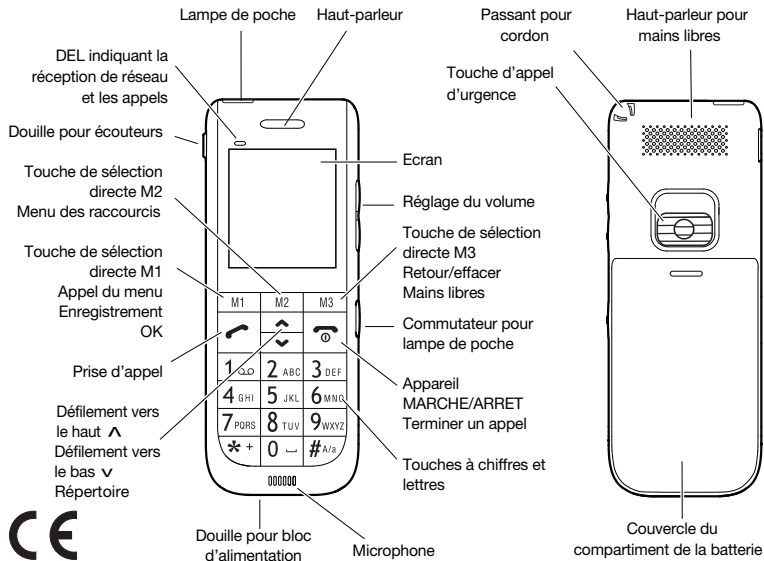 Lampe de poche
Haut-parleur
DEL indiquant la
réception de réseau
et les appels
Douille pour écouteurs
Touche de sélection
directe M2
Menu des raccourcis
Touche de sélection
directe M1
Appel du menu
Enregistrement
OK
Prise d'appel
Défilement vers
le haut ∧
Défilement vers
le bas ∨
Répertoire
Ecran
Réglage du volume
Touche de sélection
directe M3
Retour/effacer
Mains libres
Commutateur pour
lampe de poche
Appareil
MARCHE/ARRET
Terminer un appel
Touches à chiffres et
lettres
M1 M2 M3
1 2 ABC 3 DEF
4 GHI 5 JKL 6 MNO
7 PQRS 8 TUV 9 WXYZ
* + 0 # A/a
Douille pour bloc
d'alimentation
Microphone
CE
Passant pour
cordon
Haut-parleur pour
mains libres
Touche d'appel
d'urgence
Couvercle du
compartiment de la batterie